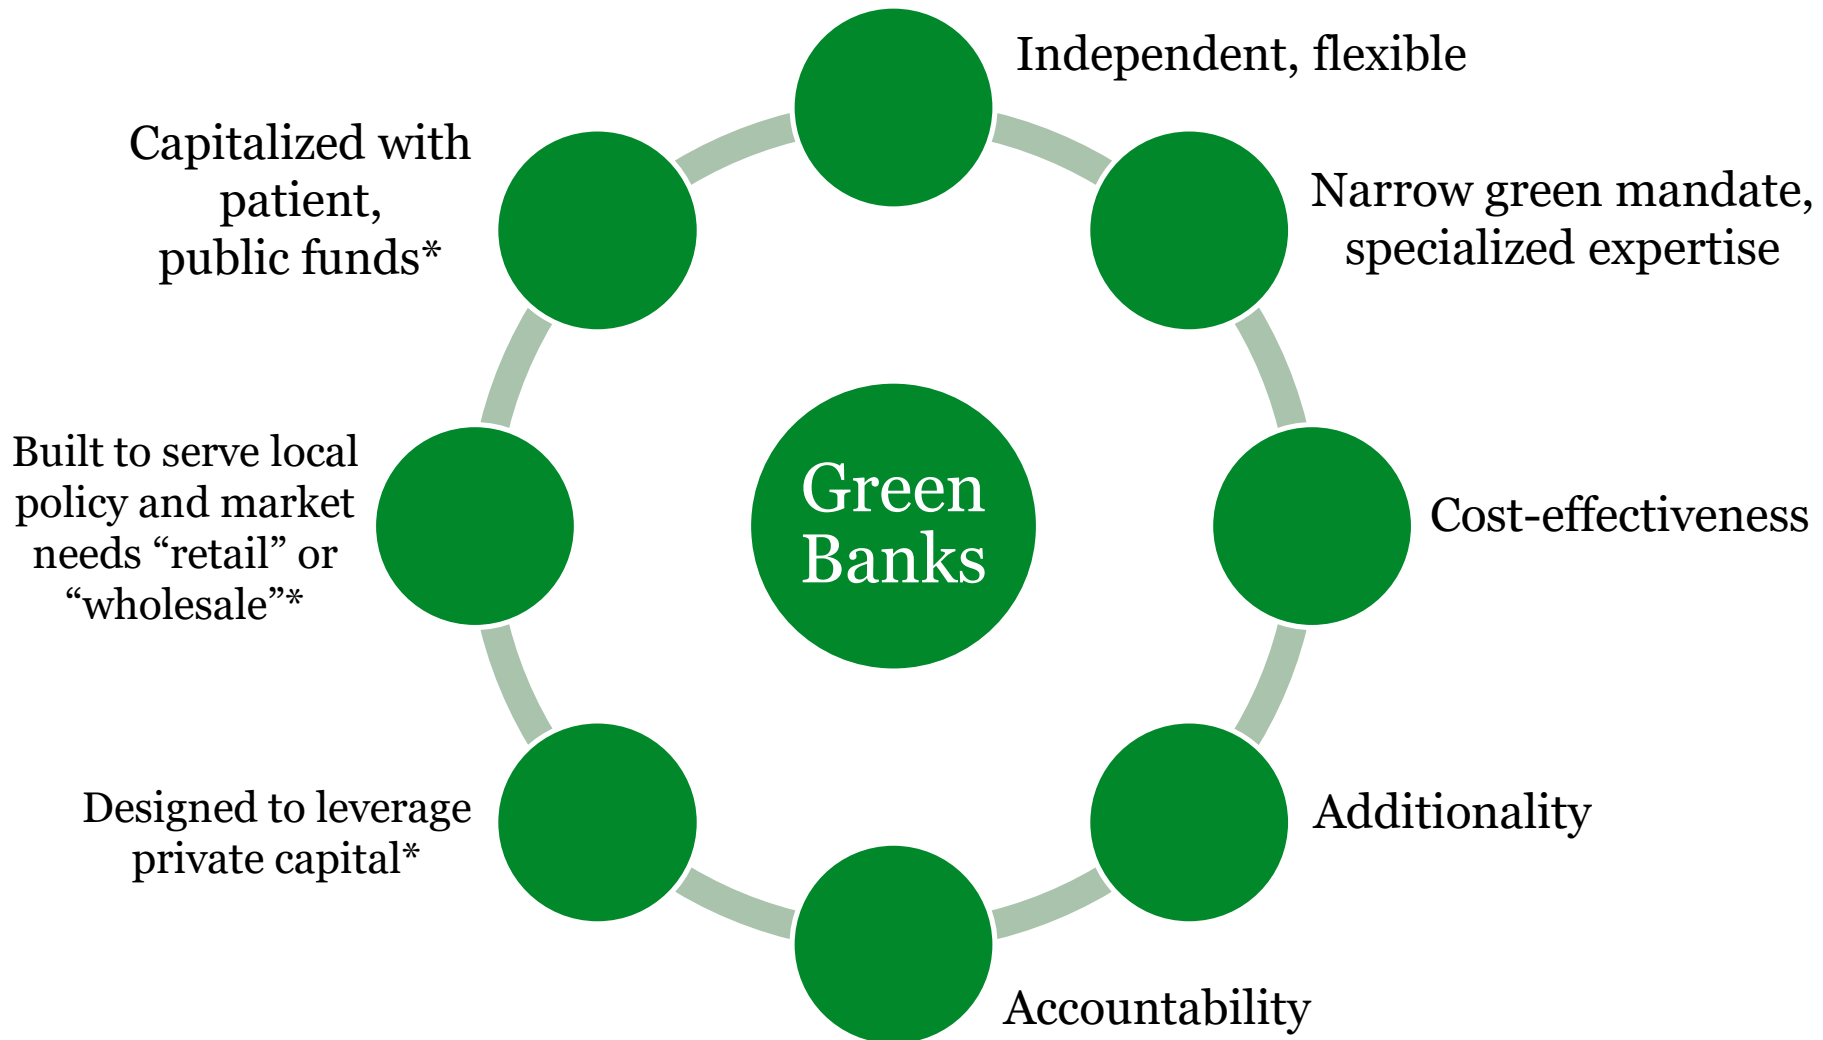 Independent, flexible
Narrow green mandate,
specialized expertise
Cost-effectiveness
Additionality
Accountability
Designed to leverage
private capital*
Built to serve local
policy and market
needs “retail” or
“wholesale”*
Capitalized with
patient,
public funds*
Green
Banks